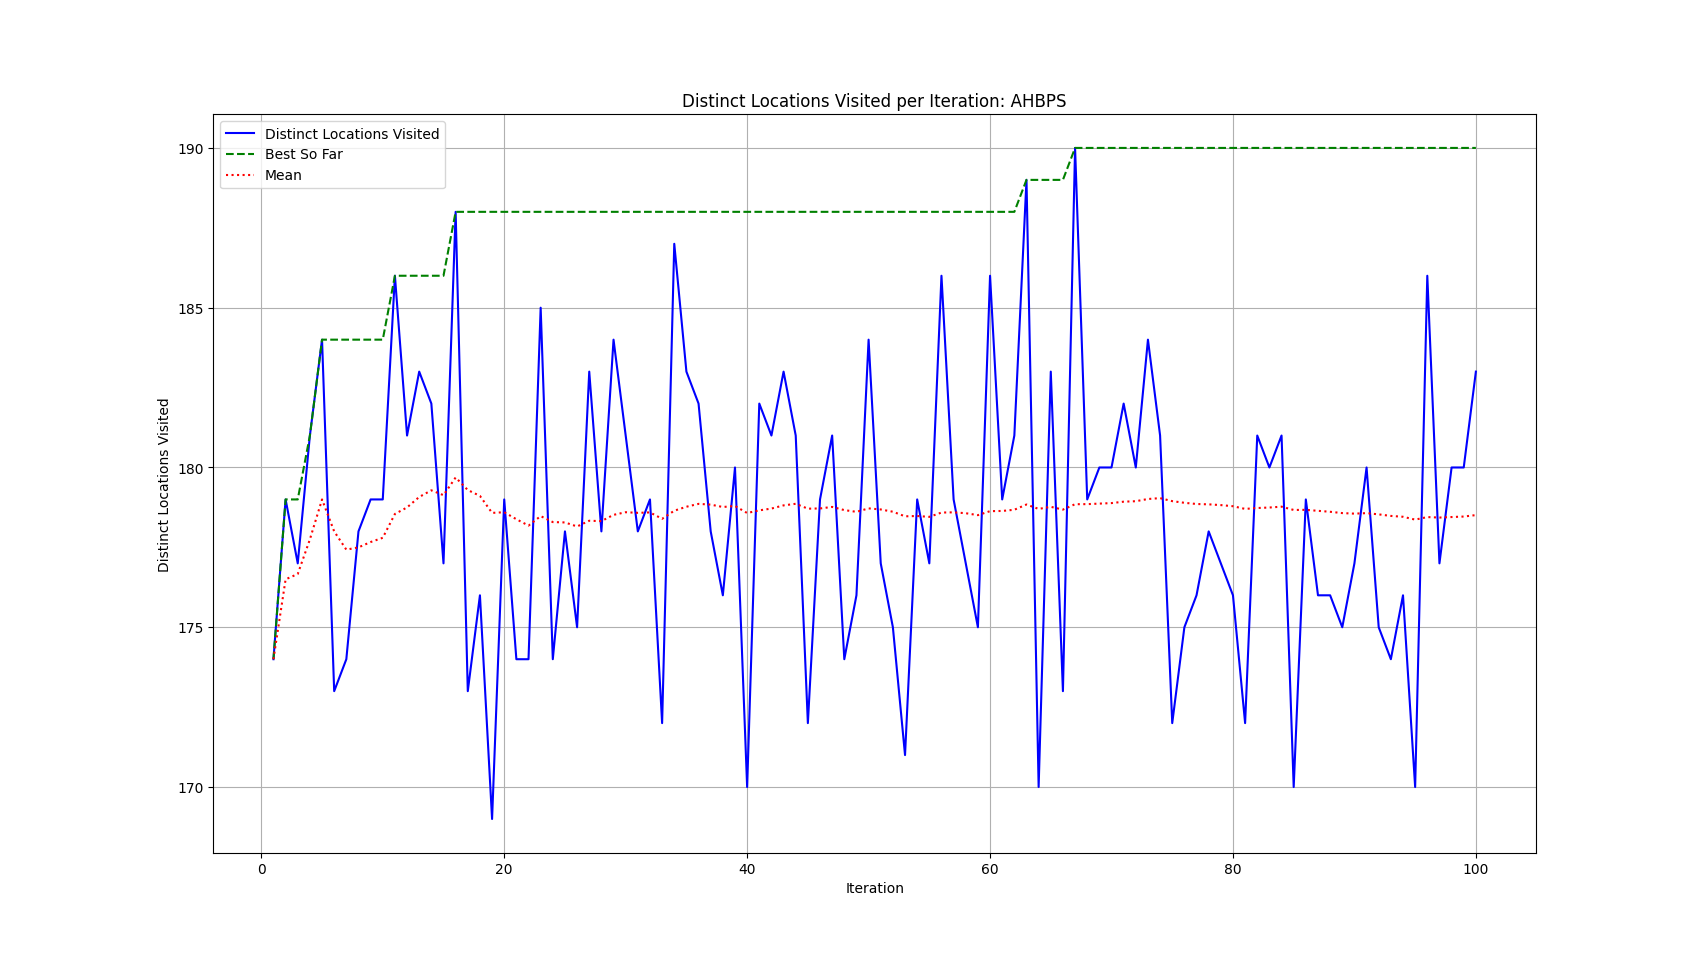 Distinct Locations Visited per Iteration: AHBPS
Distinct Locations Visited
Best So Far
Mean
190
185
180
175
170
Distinct Locations Visited
0 20 40 60 80 100
Iteration